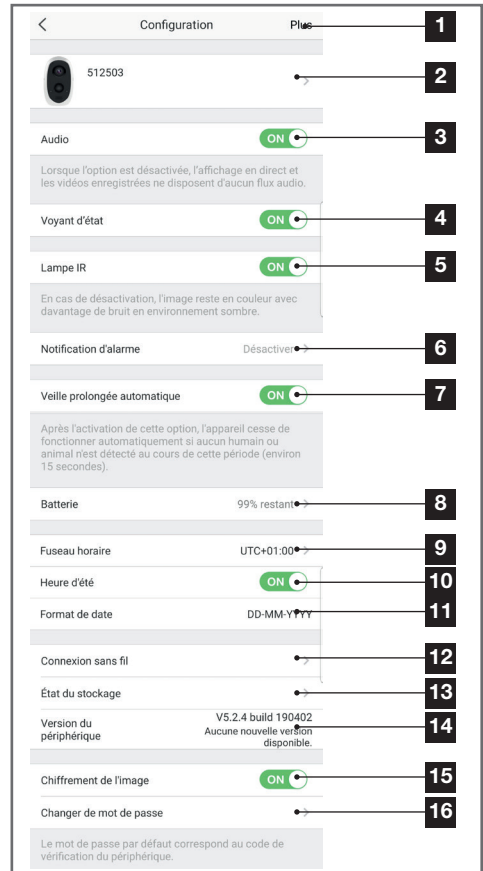 Configuration Plus 1
512503 2
Audio ON 3
Lorsque l'option est désactivée, l'affichage en direct et
les vidéos enregistrées ne disposent d'aucun flux audio.
Voyant d'état ON 4
Lampe IR ON 5
En cas de désactivation, l'image reste en couleur avec
davantage de bruit en environnement sombre.
Notification d'alarme Désactiver 6
Veille prolongée automatique ON 7
Après l'activation de cette option, l'appareil cesse de
fonctionner automatiquement si aucun humain ou
animal n'est détecté au cours de cette période (environ
15 secondes).
Batterie 99% restant 8
Fuseau horaire UTC+01:00 9
Heure d'été ON 10
Format de date DD-MM-YYYY 11
Connexion sans fil 12
État du stockage 13
Version du
périphérique
V5.2.4 build 190402
Aucune nouvelle version
disponible.
14
Chiffrement de l'image ON 15
Changer de mot de passe 16
Le mot de passe par défaut correspond au code de
vérification du périphérique.